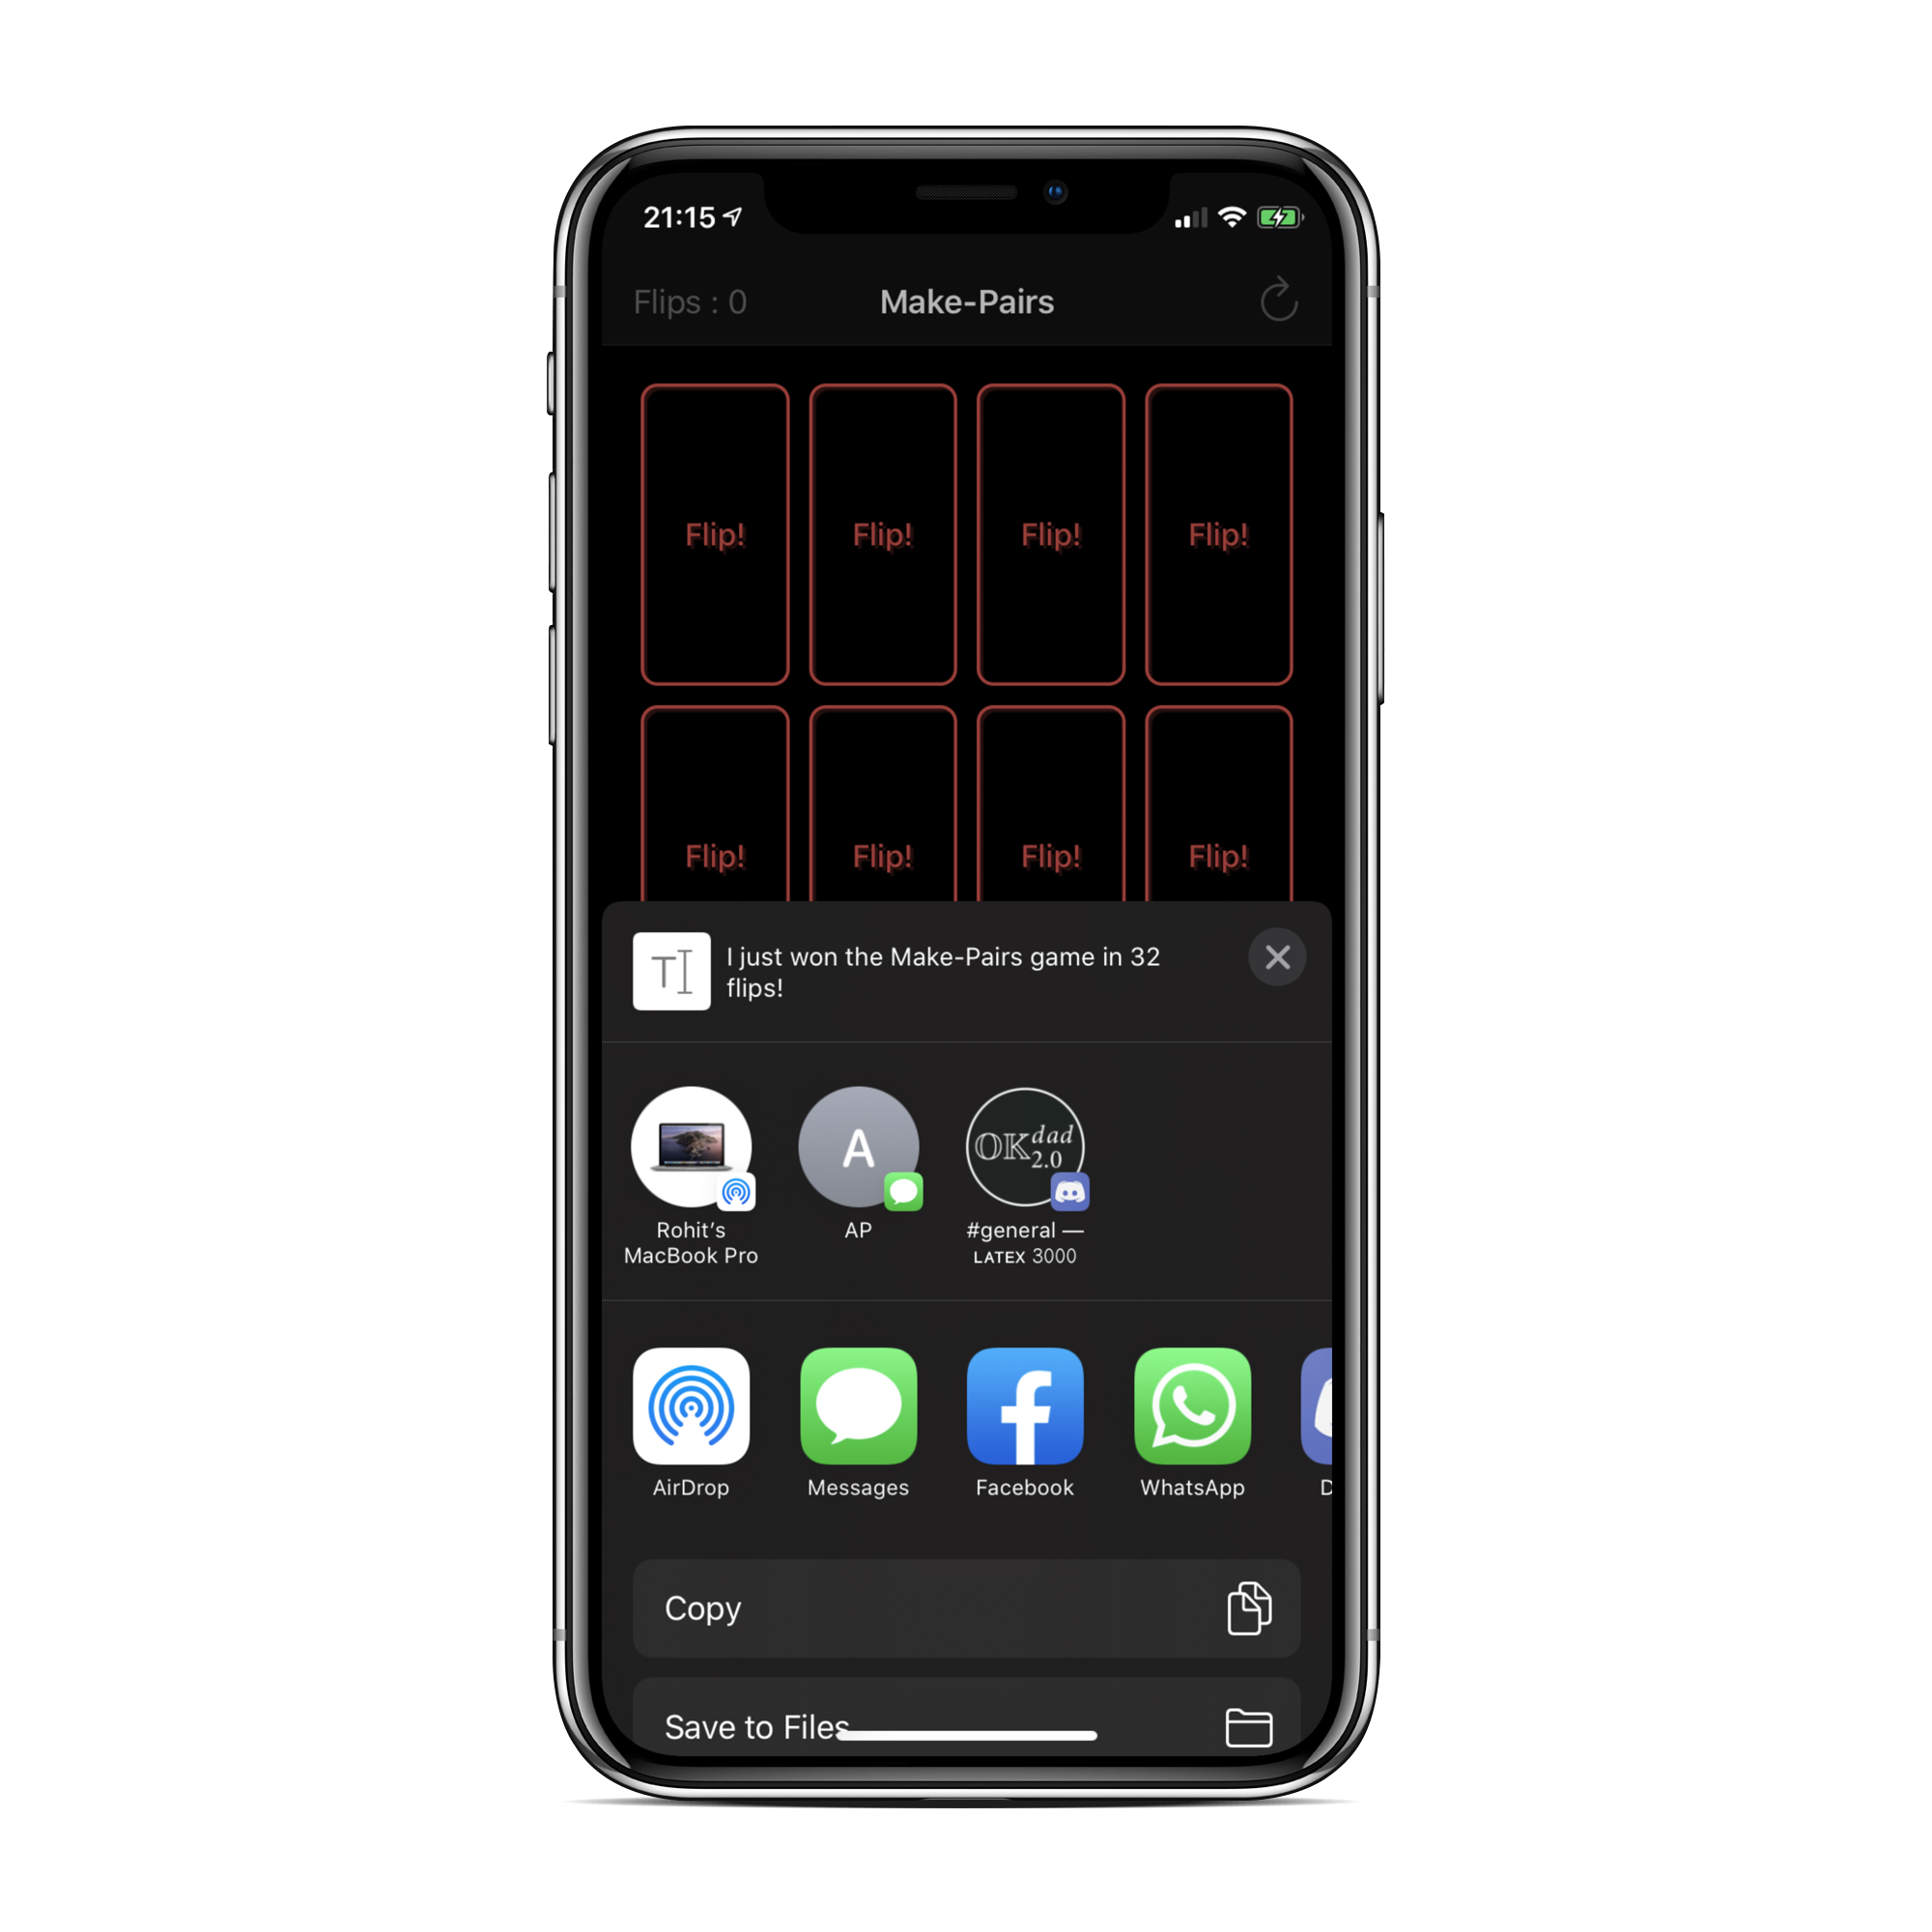 21:15
Flips : 0
Make-Pairs
Flip! Flip! Flip! Flip!
Flip! Flip! Flip! Flip!
TI
I just won the Make-Pairs game in 32
flips!
A
OK dad 2.0
Rohit’s
MacBook Pro
AP
#general —
ʟᴀᴛᴇx 𝟹𝟶𝟶𝟶
AirDrop
Messages
Facebook
WhatsApp
D
Copy
Save to Files